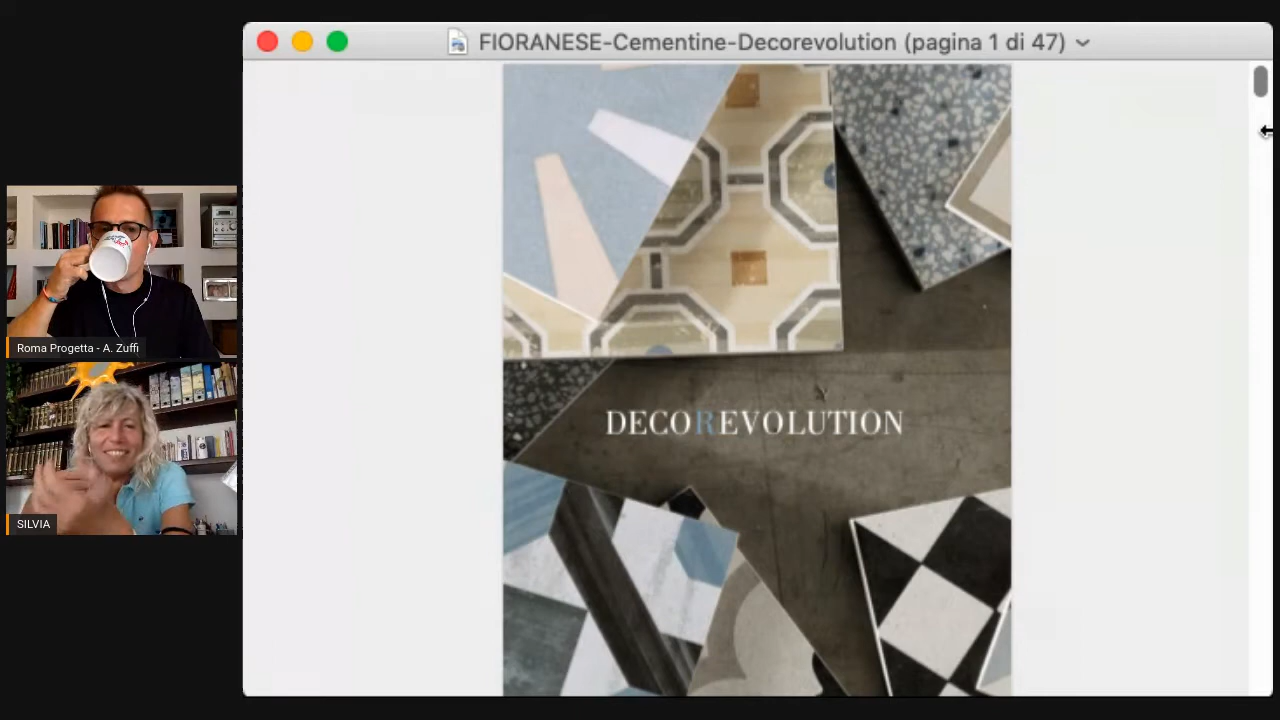 FIORANESE-Cementine-Decorevolution (pagina 1 di 47)
Roma Progetta - A. Zuffi
SILVIA
DECOREVOLUTION